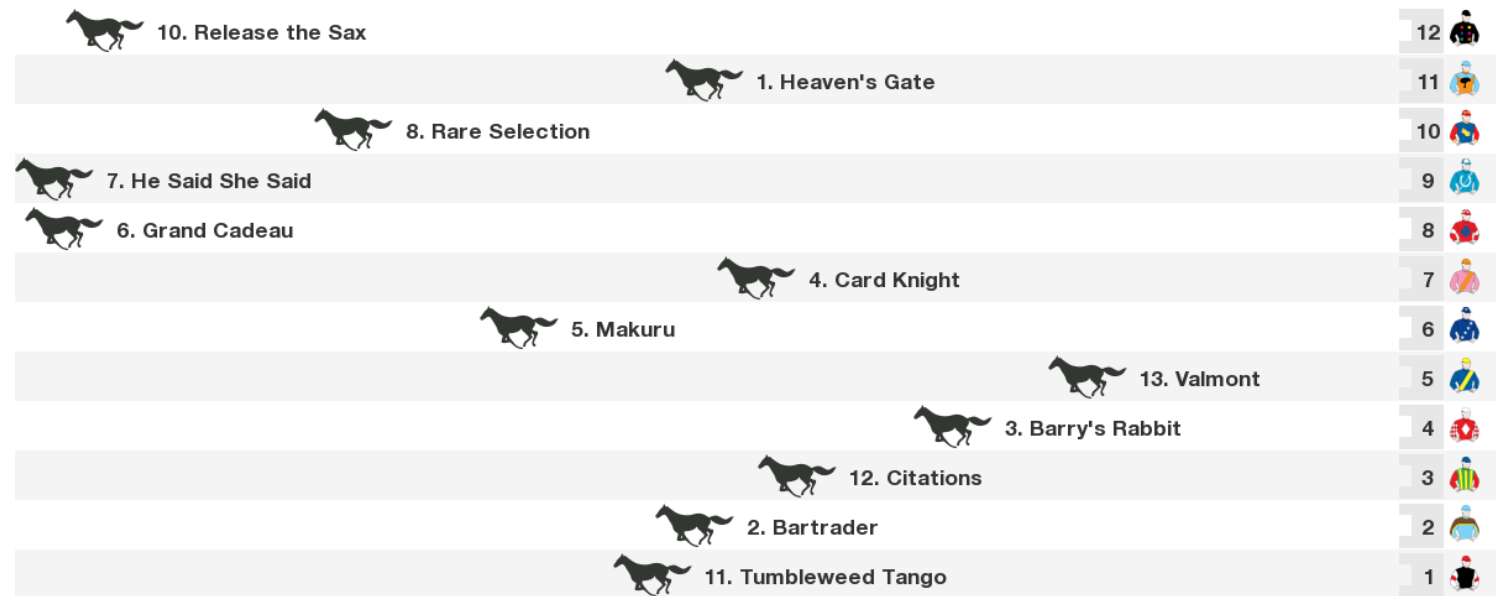 10. Release the Sax 12
1. Heaven's Gate 11
8. Rare Selection 10
7. He Said She Said 9
6. Grand Cadeau 8
4. Card Knight 7
5. Makuru 6
13. Valmont 5
3. Barry's Rabbit 4
12. Citations 3
2. Bartrader 2
11. Tumbleweed Tango 1